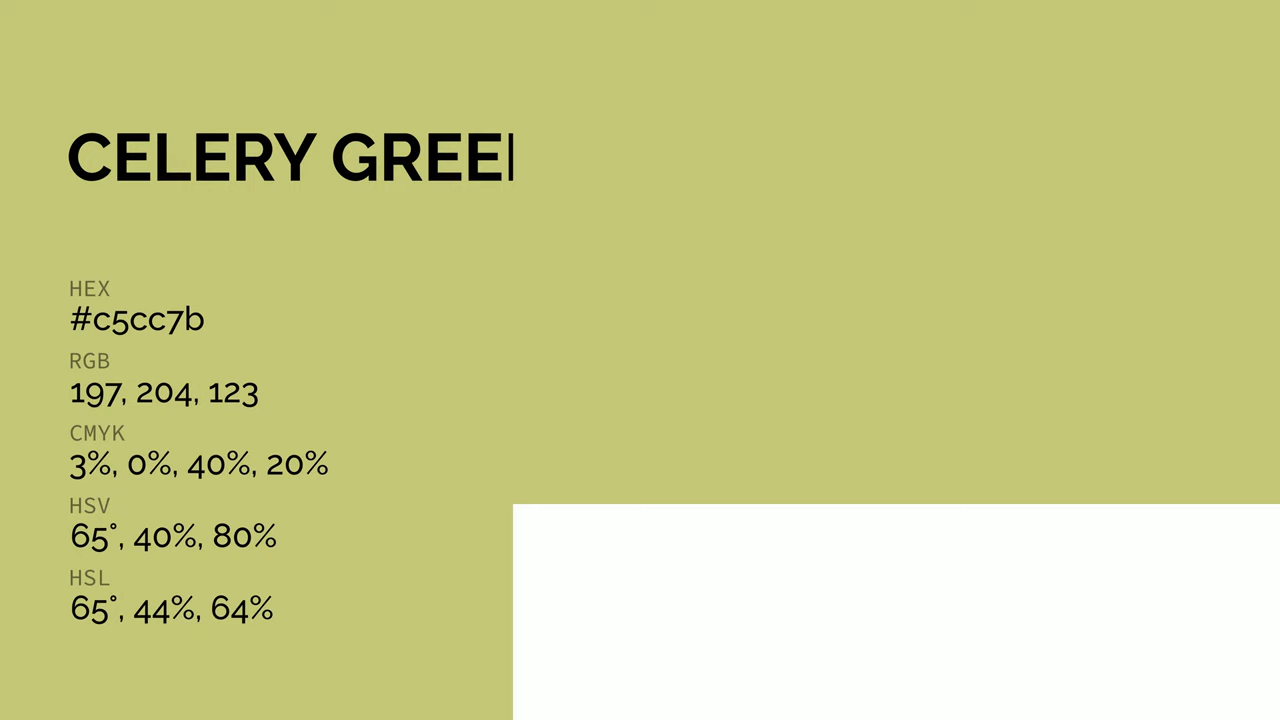 CELERY GREE
HEX
#c5cc7b
RGB
197, 204, 123
CMYK
3%, 0%, 40%, 20%
HSV
65°, 40%, 80%
HSL
65°, 44%, 64%